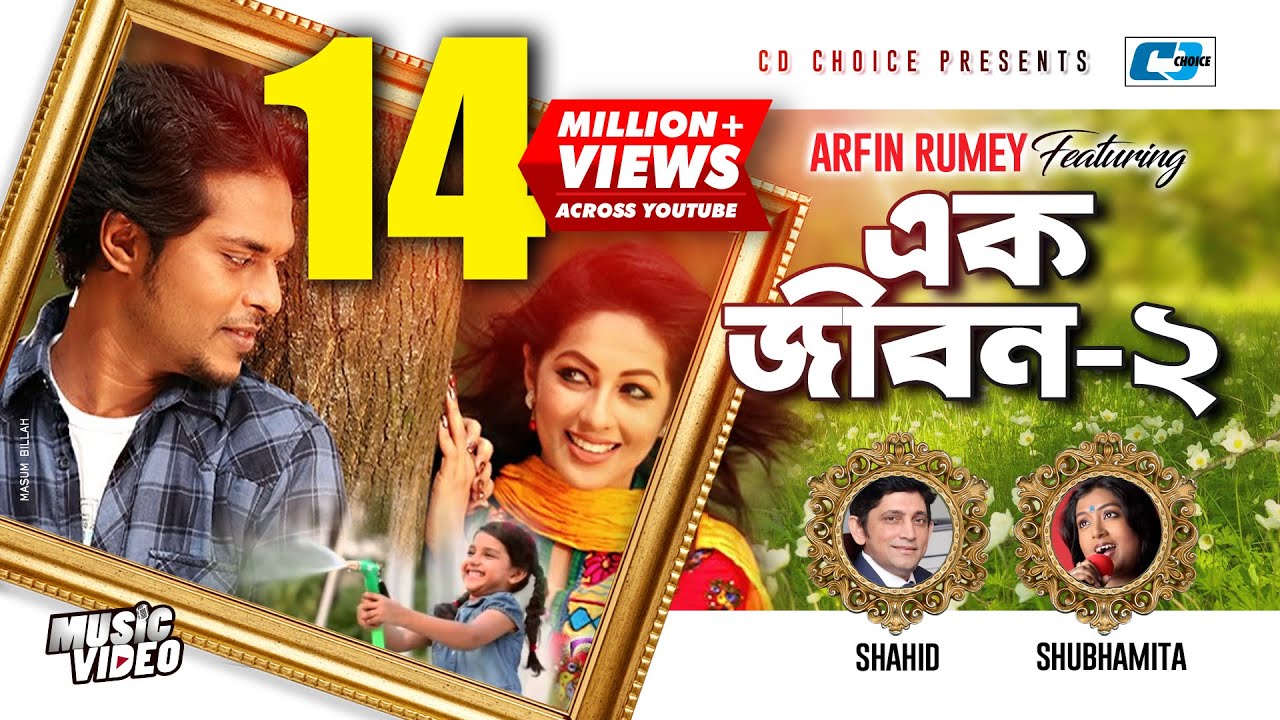 CD CHOICE PRESENTS
CD CHOICE
14
MILLION+
VIEWS
ACROSS YOUTUBE
ARFIN RUMEY Featuring
এক
জীবন-২
MASUM BILLAH
SHAHID
SHUBHAMITA
MUSIC
VIDEO